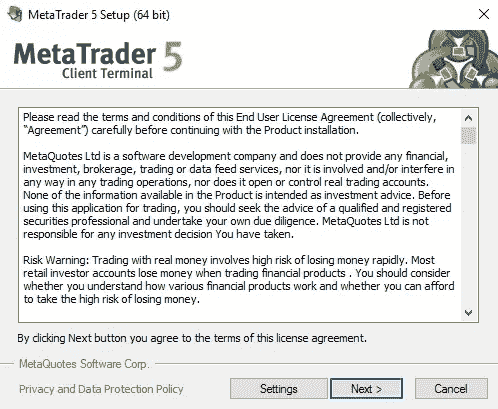 MetaTrader 5 Setup (64 bit)
MetaTrader 5
Client Terminal
Please read the terms and conditions of this End User License Agreement (collectively,
“Agreement”) carefully before continuing with the Product installation.
MetaQuotes Ltd is a software development company and does not provide any financial,
investment, brokerage, trading or data feed services, nor it is involved and/or interfere in
any way in any trading operations, nor does it open or control real trading accounts.
None of the information available in the Product is intended as investment advice. Before
using this application for trading, you should seek the advice of a qualified and registered
securities professional and undertake your own due diligence. MetaQuotes Ltd is not
responsible for any investment decision You have taken.
Risk Warning: Trading with real money involves high risk of losing money rapidly. Most
retail investor accounts lose money when trading financial products . You should consider
whether you understand how various financial products work and whether you can afford
to take the high risk of losing money.
By clicking Next button you agree to the terms of this license agreement.
MetaQuotes Software Corp.
Privacy and Data Protection Policy
Settings
Next >
Cancel